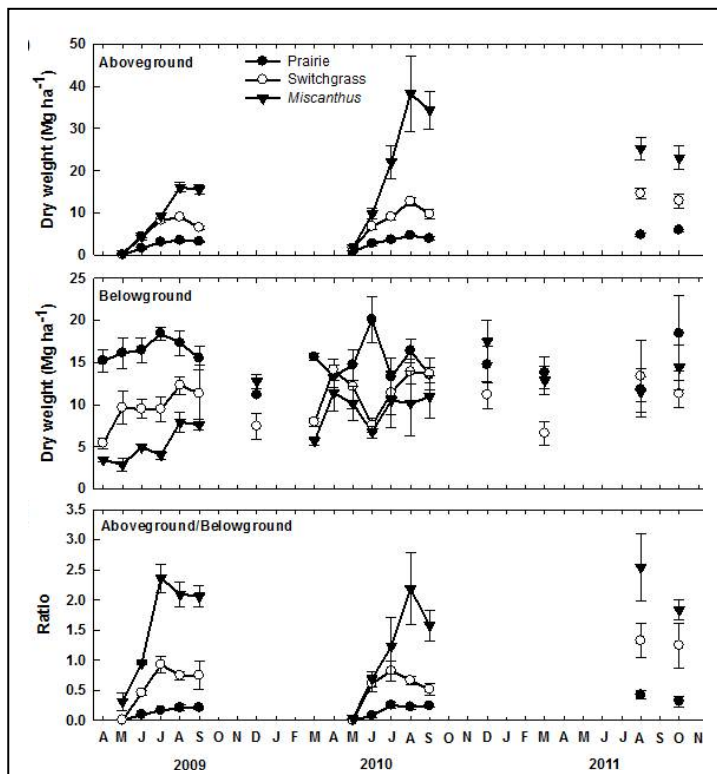 )
50
40
30
20
10
0
Dry weight (Mg ha-1)
Aboveground
Prairie
Switchgrass
Miscanthus
25
20
15
10
5
0
Dry weight (Mg ha-1)
Belowground
3.5
3.0
2.5
2.0
1.5
1.0
0.5
0.0
Ratio
Aboveground/Belowground
A M J J A S O N D J F M A M J J A S O N D J F M A M J J A S O N
2009 2010 2011